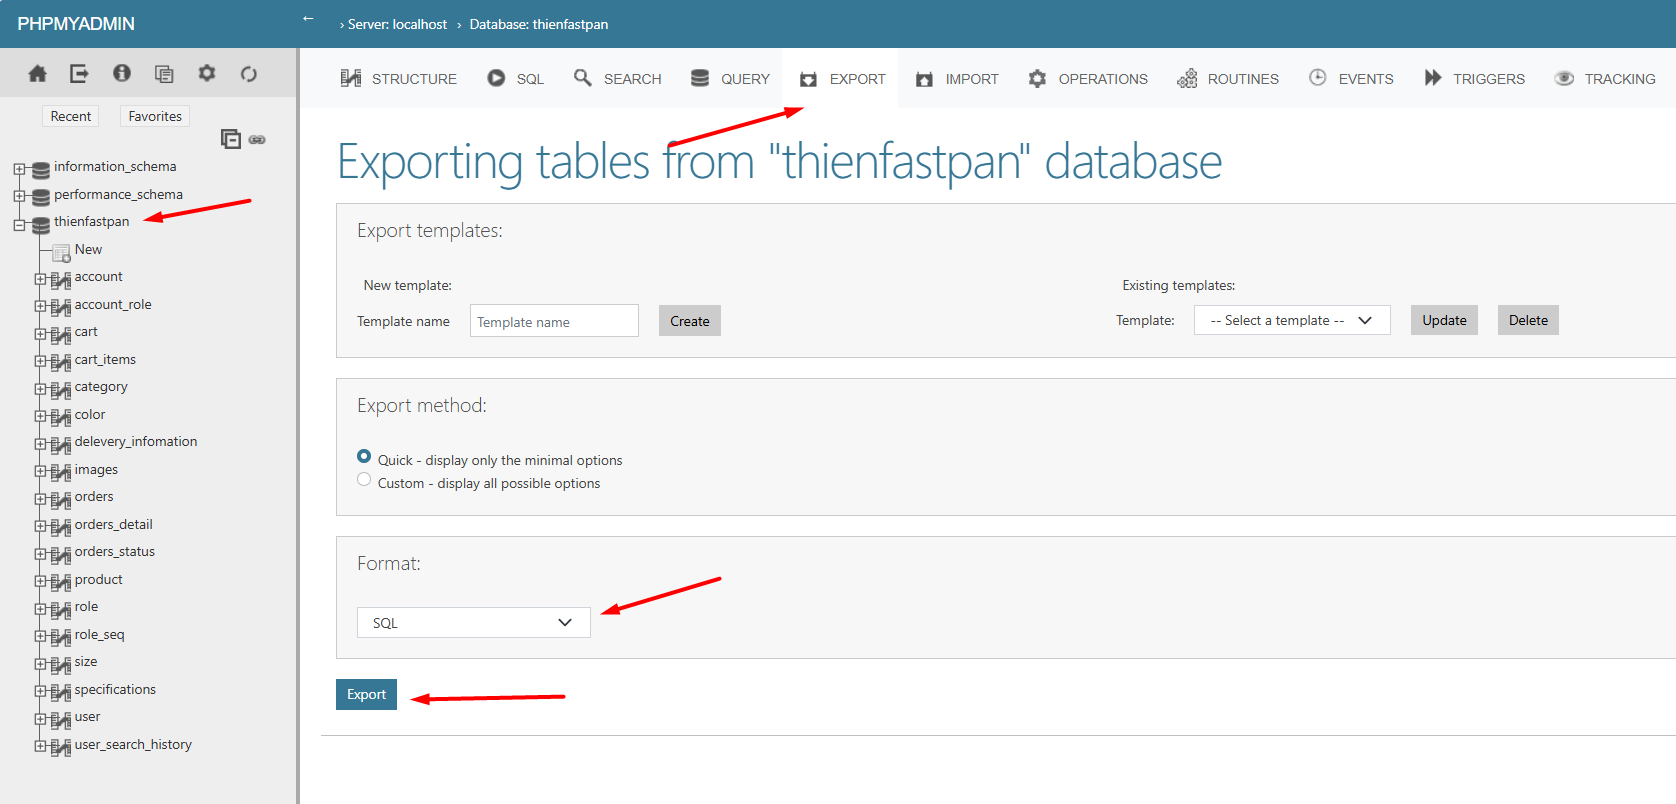 PHPMYADMIN
←
› Server: localhost › Database: thienfastpan
STRUCTURE SQL SEARCH QUERY EXPORT IMPORT OPERATIONS ROUTINES EVENTS TRIGGERS TRACKING
Recent Favorites
information_schema
performance_schema
thienfastpan
New
account
account_role
cart
cart_items
category
color
delevery_infomation
images
orders
orders_detail
orders_status
product
role
role_seq
size
specifications
user
user_search_history
Exporting tables from "thienfastpan" database
Export templates:
New template:
Template name Template name Create
Existing templates:
Template: -- Select a template -- Update Delete
Export method:
Quick - display only the minimal options
Custom - display all possible options
Format:
SQL
Export